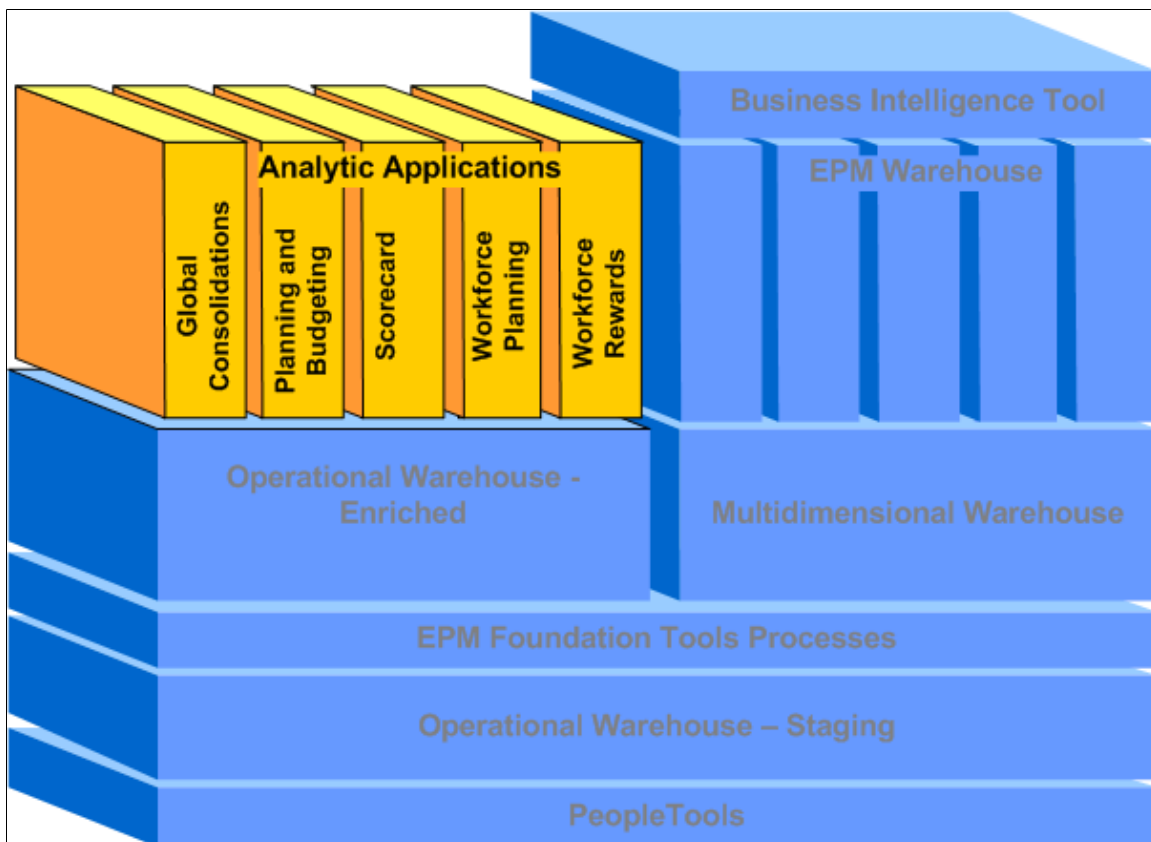 Business Intelligence Tool
Analytic Applications
EPM Warehouse
Global
Consolidations
Planning and
Budgeting
Scorecard
Workforce
Planning
Workforce
Rewards
Operational Warehouse -
Enriched
Multidimensional Warehouse
EPM Foundation Tools Processes
Operational Warehouse – Staging
PeopleTools